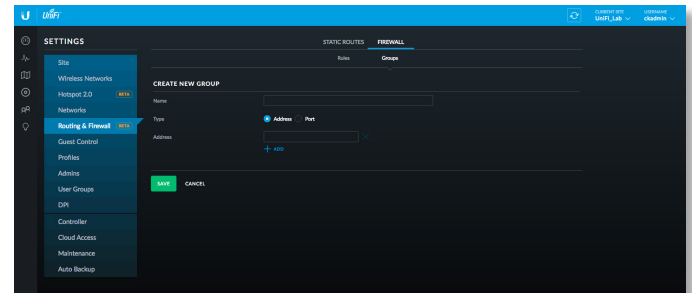 U UniFi
CURRENT SITE
UniFi_Lab
USERNAME
ckadmin
SETTINGS
STATIC ROUTES FIREWALL
Rules Groups
Site
Wireless Networks
Hotspot 2.0 BETA
Networks
Routing & Firewall BETA
Guest Control
Profiles
Admins
User Groups
DPI
Controller
Cloud Access
Maintenance
Auto Backup
CREATE NEW GROUP
Name
Type Address Port
Address
+ ADD
SAVE CANCEL